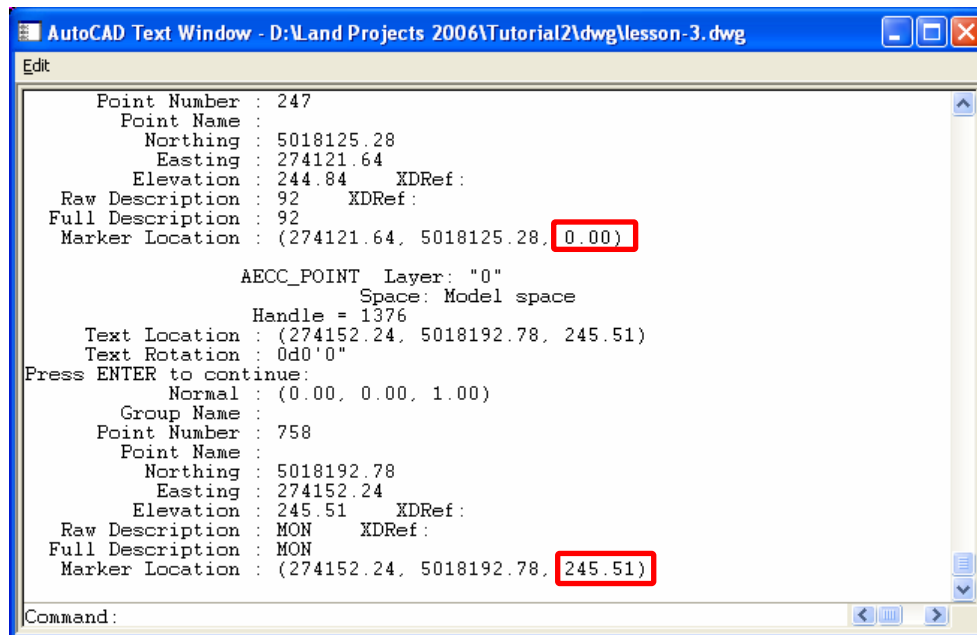 AutoCAD Text Window - D:\Land Projects 2006\Tutorial2\dwg\lesson-3.dwg
Edit
Point Number : 247
Point Name :
Northing : 5018125.28
Easting : 274121.64
Elevation : 244.84 XDRef:
Raw Description : 92 XDRef:
Full Description : 92
Marker Location : (274121.64, 5018125.28, 0.00)
AECC_POINT Layer: "0"
Space: Model space
Handle = 1376
Text Location : (274152.24, 5018192.78, 245.51)
Text Rotation : 0d0'0"
Press ENTER to continue:
Normal : (0.00, 0.00, 1.00)
Group Name :
Point Number : 758
Point Name :
Northing : 5018192.78
Easting : 274152.24
Elevation : 245.51 XDRef:
Raw Description : MON XDRef:
Full Description : MON
Marker Location : (274152.24, 5018192.78, 245.51)
Command: